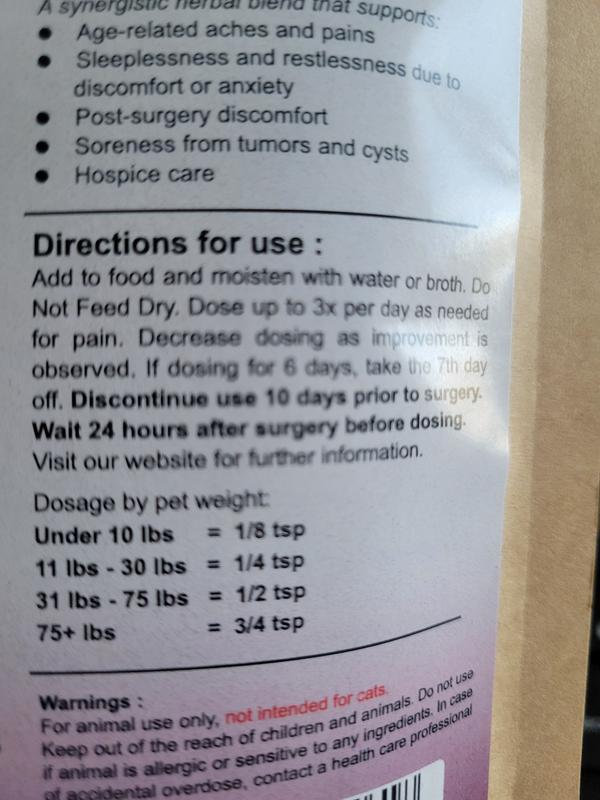 A synergistic herbal blend that supports:
● Age-related aches and pains
● Sleeplessness and restlessness due to
discomfort or anxiety
● Post-surgery discomfort
● Soreness from tumors and cysts
● Hospice care
Directions for use :
Add to food and moisten with water or broth. Do
Not Feed Dry. Dose up to 3x per day as needed
for pain. Decrease dosing as improvement is
observed. If dosing for 6 days, take the 7th day
off. Discontinue use 10 days prior to surgery.
Wait 24 hours after surgery before dosing.
Visit our website for further information.
Dosage by pet weight:
Under 10 lbs = 1/8 tsp
11 lbs - 30 lbs = 1/4 tsp
31 lbs - 75 lbs = 1/2 tsp
75+ lbs = 3/4 tsp
Warnings :
For animal use only, not intended for cats.
Keep out of the reach of children and animals. Do not use
if animal is allergic or sensitive to any ingredients. In case
of accidental overdose, contact a health care professional